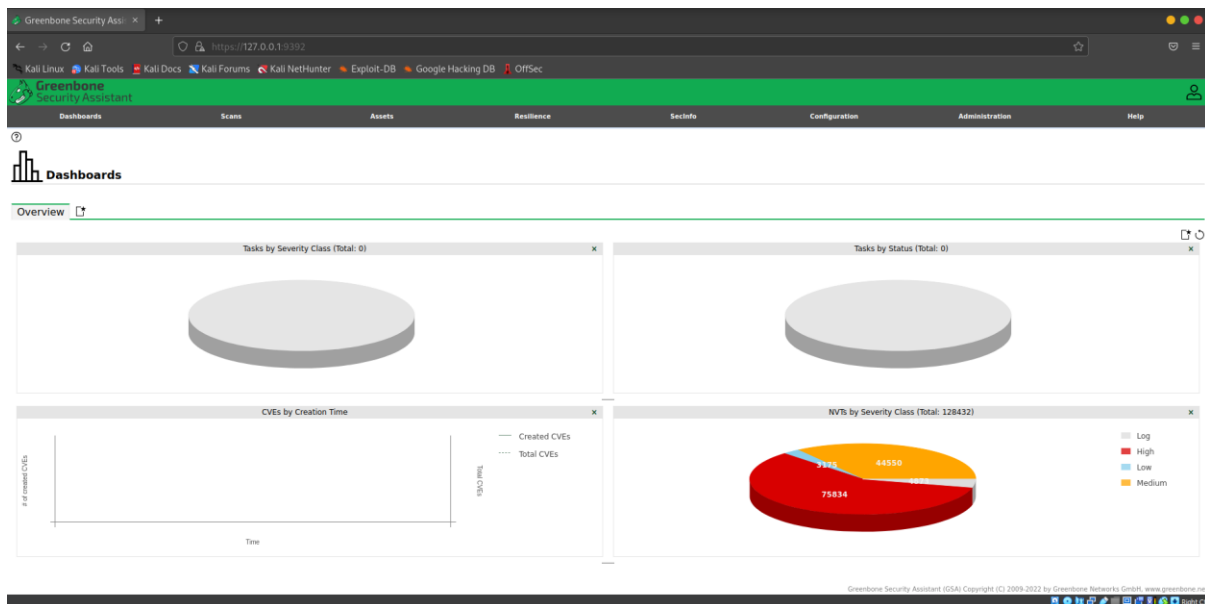 Greenbone Security Assi
https://127.0.0.1:9392
Kali Linux Kali Tools Kali Docs Kali Forums Kali NetHunter Exploit-DB Google Hacking DB OffSec
Greenbone
Security Assistant
Dashboards Scans Assets Resilience SecInfo Configuration Administration Help
Dashboards
Overview
Tasks by Severity Class (Total: 0)
Tasks by Status (Total: 0)
CVEs by Creation Time
# of created CVEs
Time
Total CVEs
Created CVEs
Total CVEs
NVTs by Severity Class (Total: 128432)
3175
44550
75834
Log
High
Low
Medium
Greenbone Security Assistant (GSA) Copyright (C) 2009-2022 by Greenbone Networks GmbH, www.greenbone.ne
Right C